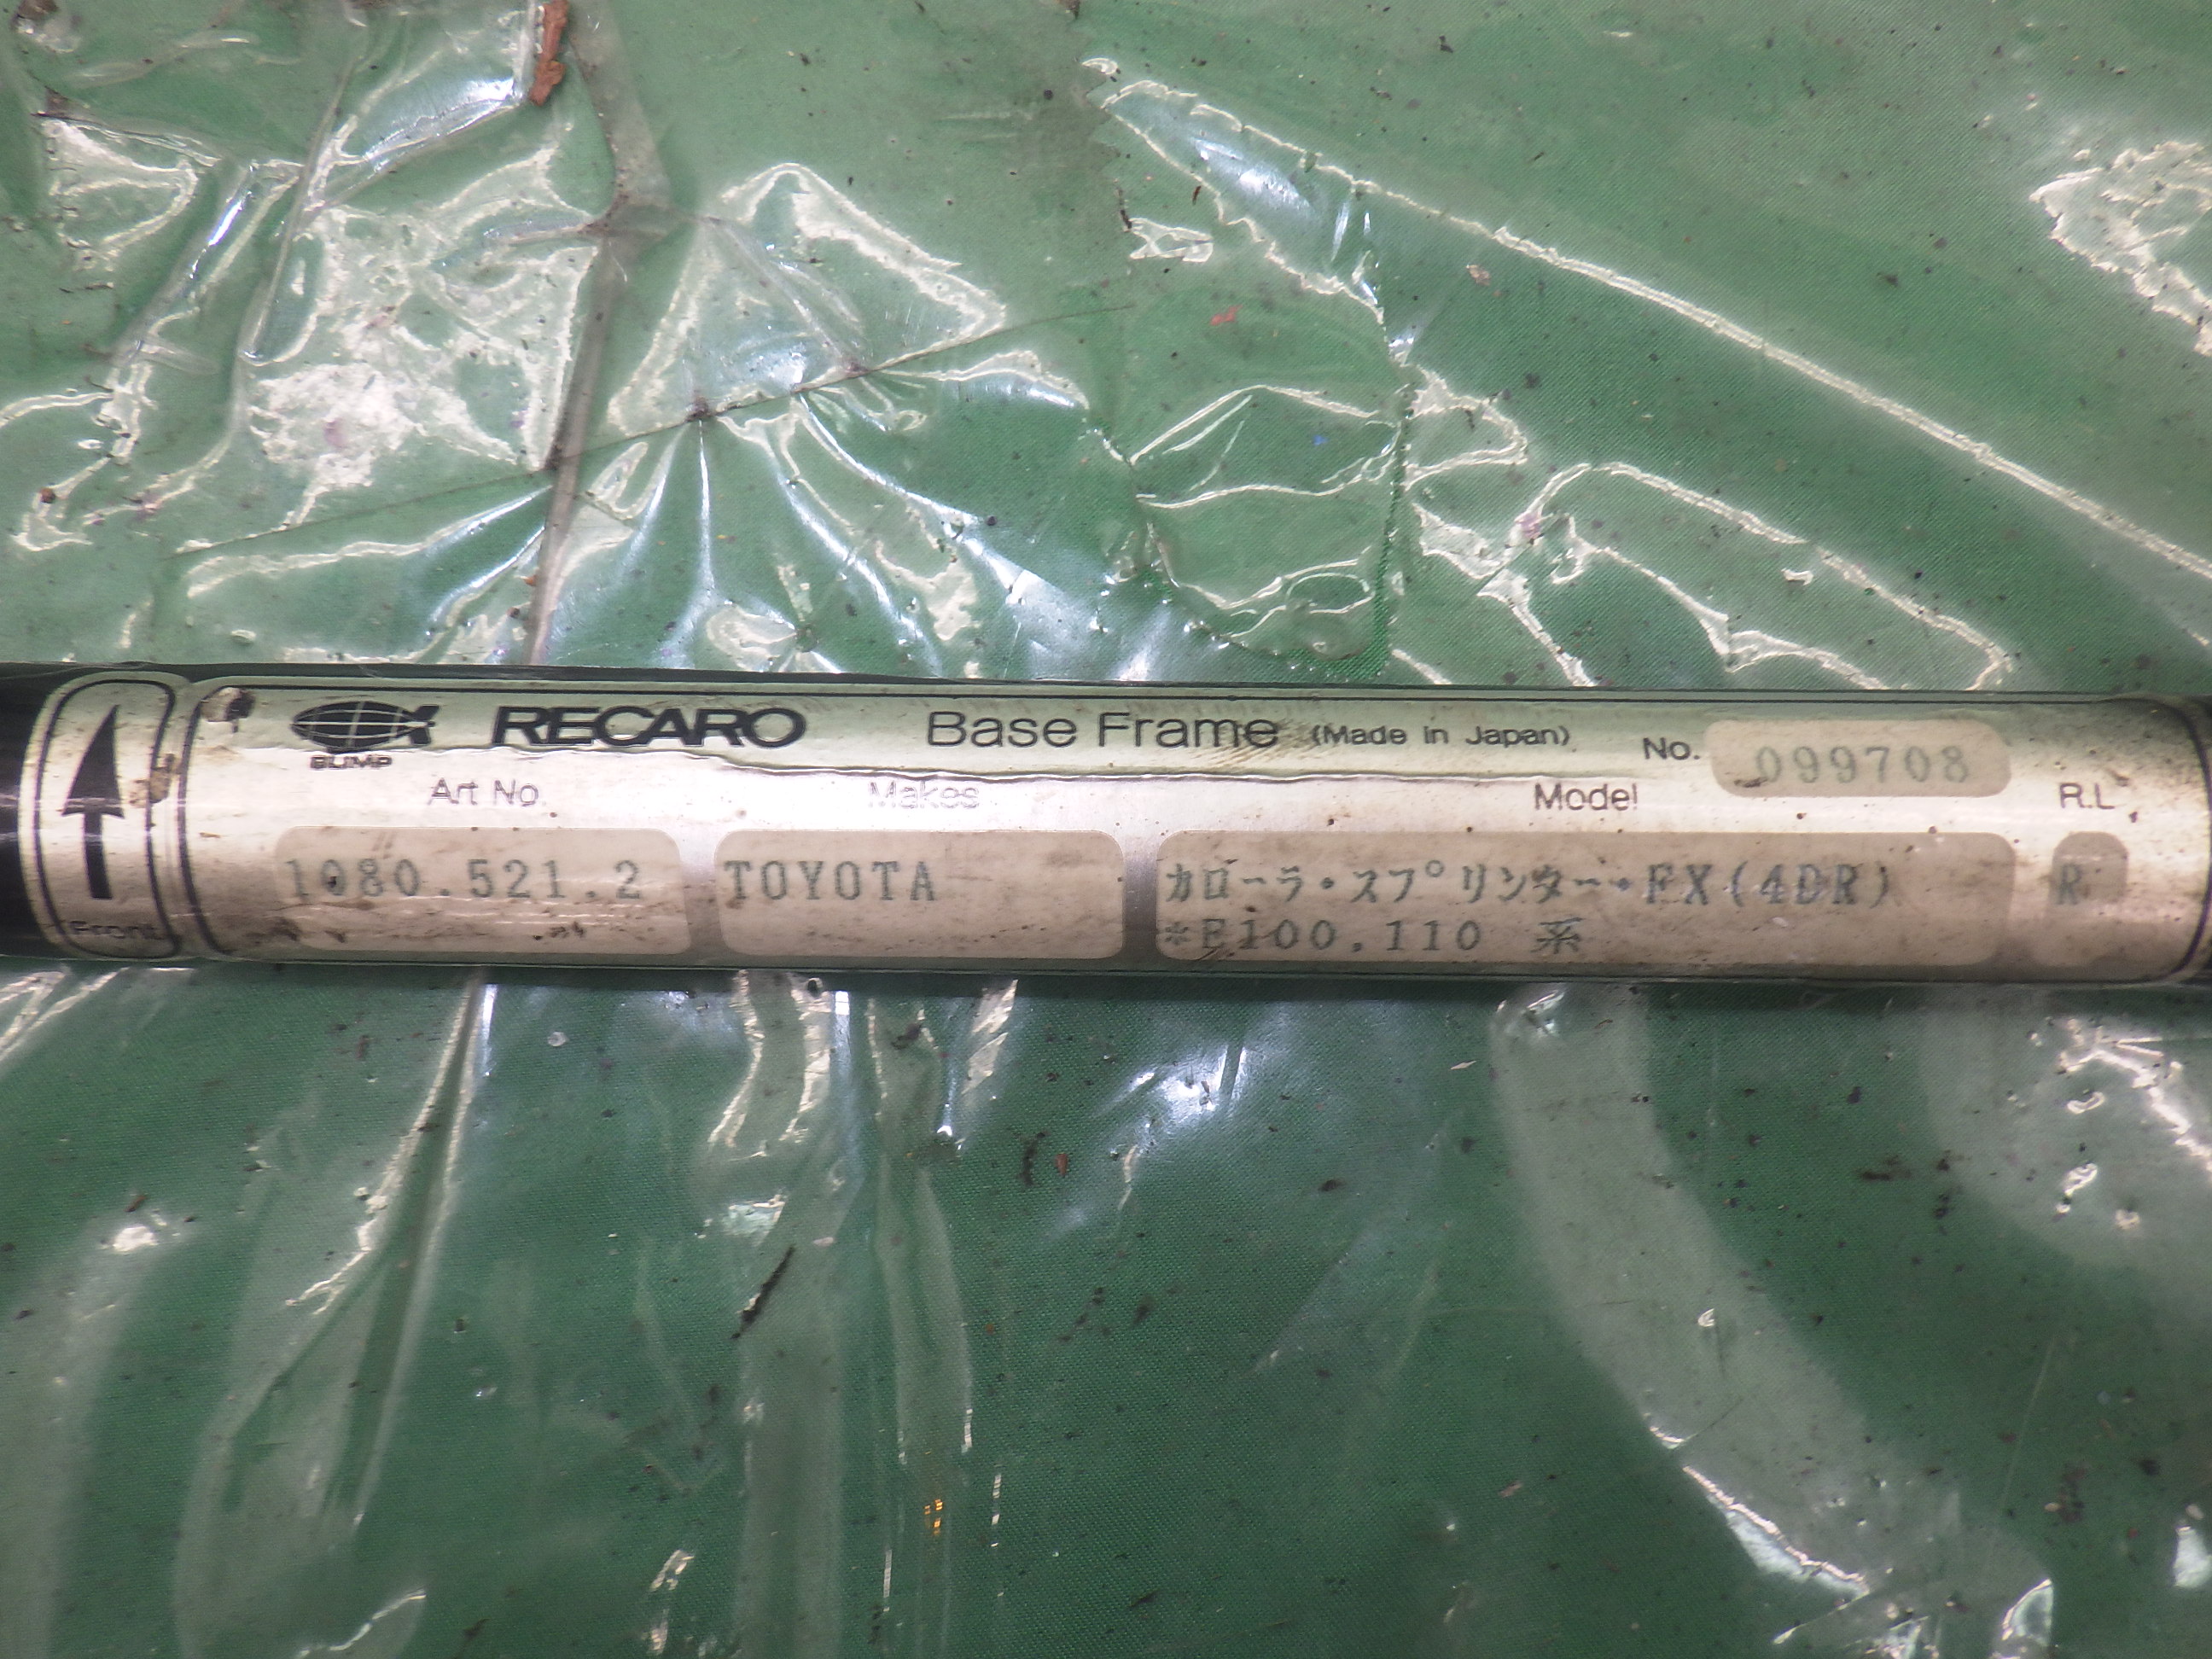 BLIMP RECARO Base Frame (Made in Japan) No. 099708
Art No. Makes Model R.L
1080.521.2 TOYOTA カローラ・スプリンター・FX(4DR) R
*E100.110 系
Front